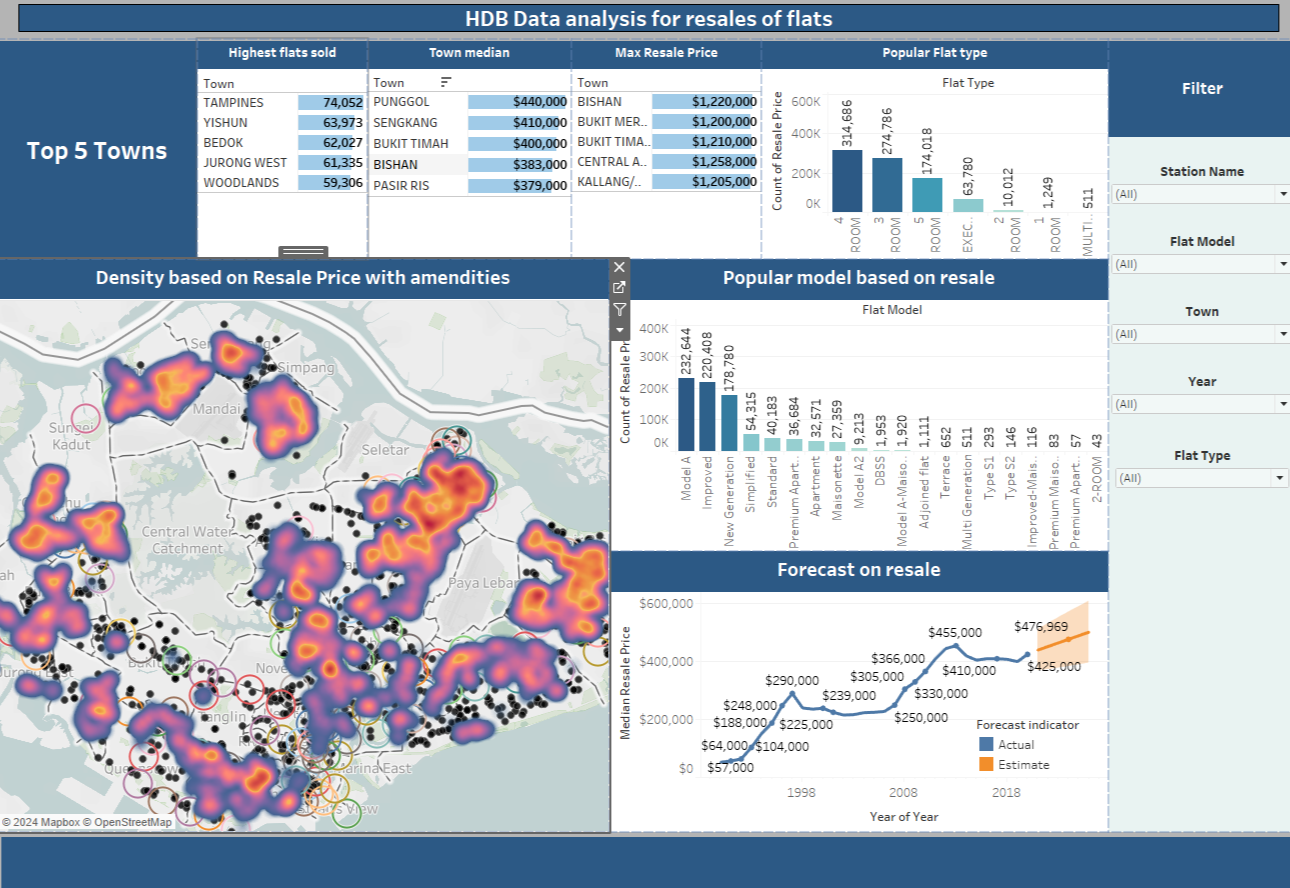 HDB Data analysis for resales of flats
Top 5 Towns
Highest flats sold
Town
TAMPINES 74,052
YISHUN 63,973
BEDOK 62,027
JURONG WEST 61,335
WOODLANDS 59,306
Town median
Town
PUNGGOL $440,000
SENGKANG $410,000
BUKIT TIMAH $400,000
BISHAN $383,000
PASIR RIS $379,000
Max Resale Price
Town
BISHAN $1,220,000
BUKIT MER.. $1,200,000
BUKIT TIMA.. $1,210,000
CENTRAL A.. $1,258,000
KALLANG/.. $1,205,000
Popular Flat type
Flat Type
Count of Resale Price
600K
400K
200K
0K
314,686
274,786
174,018
63,780
10,012
1,249
511
4 ROOM
3 ROOM
5 ROOM
EXEC..
2 ROOM
1 ROOM
MULTI..
Filter
Station Name
(All)
Flat Model
(All)
Town
(All)
Year
(All)
Flat Type
(All)
Density based on Resale Price with amendities
Simpang
Mandai
Sungei
Kadut
Seletar
Central Water
Catchment
Paya Lebar
Marina East
Straits View
© 2024 Mapbox © OpenStreetMap
Popular model based on resale
Flat Model
Count of Resale Pr
400K
300K
200K
100K
0K
232,644
220,408
178,780
54,315
40,183
36,684
32,571
27,359
9,213
1,953
1,920
1,111
652
511
293
146
116
83
57
43
Model A
Improved
New Generation
Simplified
Standard
Premium Apart..
Apartment
Maisonette
Model A2
DBSS
Model A-Maiso..
Adjoined flat
Terrace
Multi Generation
Type S1
Type S2
Improved-Mais..
Premium Maiso..
Premium Apart..
2-ROOM
Forecast on resale
Median Resale Price
$600,000
$400,000
$200,000
$0
$57,000
$64,000
$104,000
$188,000
$248,000
$290,000
$225,000
$239,000
$250,000
$305,000
$330,000
$366,000
$455,000
$410,000
$476,969
$425,000
Forecast indicator
Actual
Estimate
1998
2008
2018
Year of Year